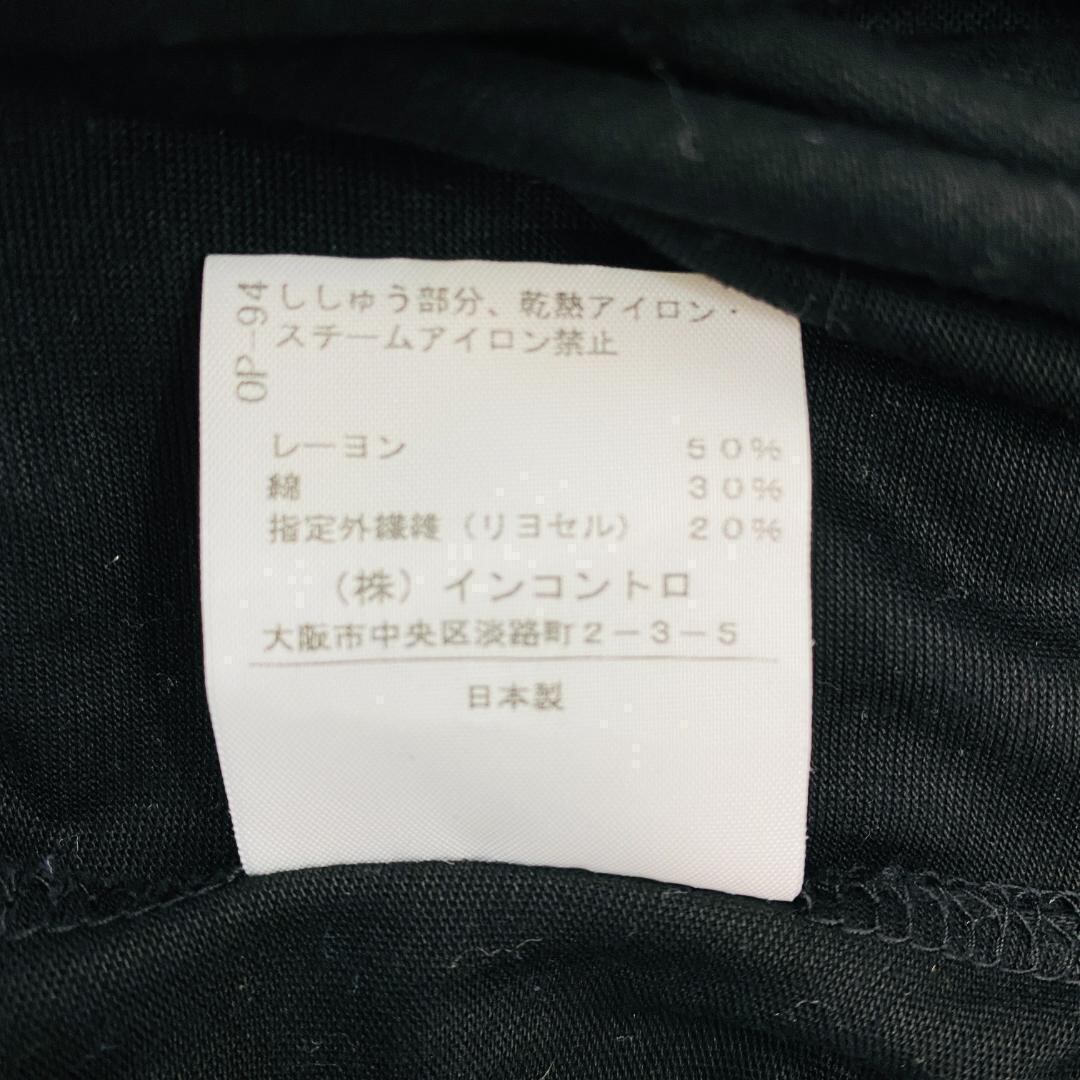 OP-94
ししゅう部分、乾熱アイロン・
スチームアイロン禁止
レーヨン 50%
綿 30%
指定外繊維（リヨセル） 20%
（株）インコントロ
大阪市中央区淡路町2-3-5
日本製